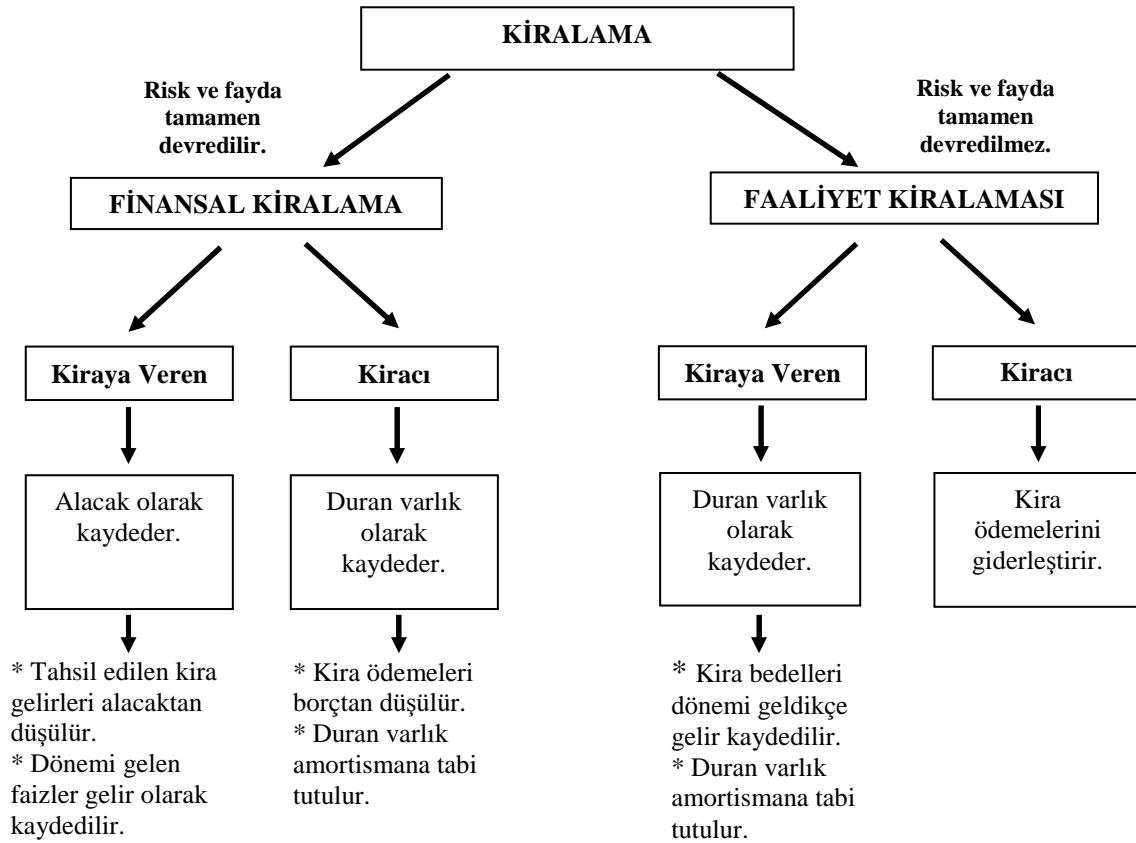 KİRALAMA
Risk ve fayda
tamamen
devredilir.
Risk ve fayda
tamamen
devredilmez.
FİNANSAL KİRALAMA
FAALİYET KİRALAMASI
Kiraya Veren
Kiracı
Kiraya Veren
Kiracı
Alacak olarak
kaydeder.
Duran varlık
olarak
kaydeder.
Duran varlık
olarak
kaydeder.
Kira
ödemelerini
giderleştirir.
* Tahsil edilen kira
gelirleri alacaktan
düşülür.
* Dönemi gelen
faizler gelir olarak
kaydedilir.
* Kira ödemeleri
borçtan düşülür.
* Duran varlık
amortismana tabi
tutulur.
* Kira bedelleri
dönemi geldikçe
gelir kaydedilir.
* Duran varlık
amortismana tabi
tutulur.